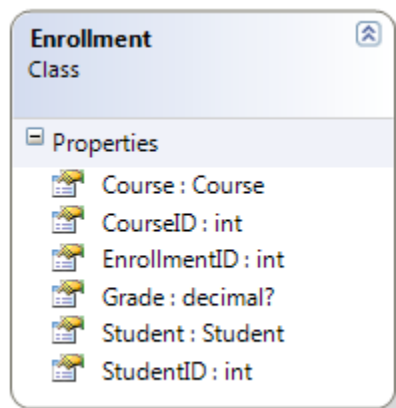 Enrollment
Class
Properties
Course : Course
CourseID : int
EnrollmentID : int
Grade : decimal?
Student : Student
StudentID : int